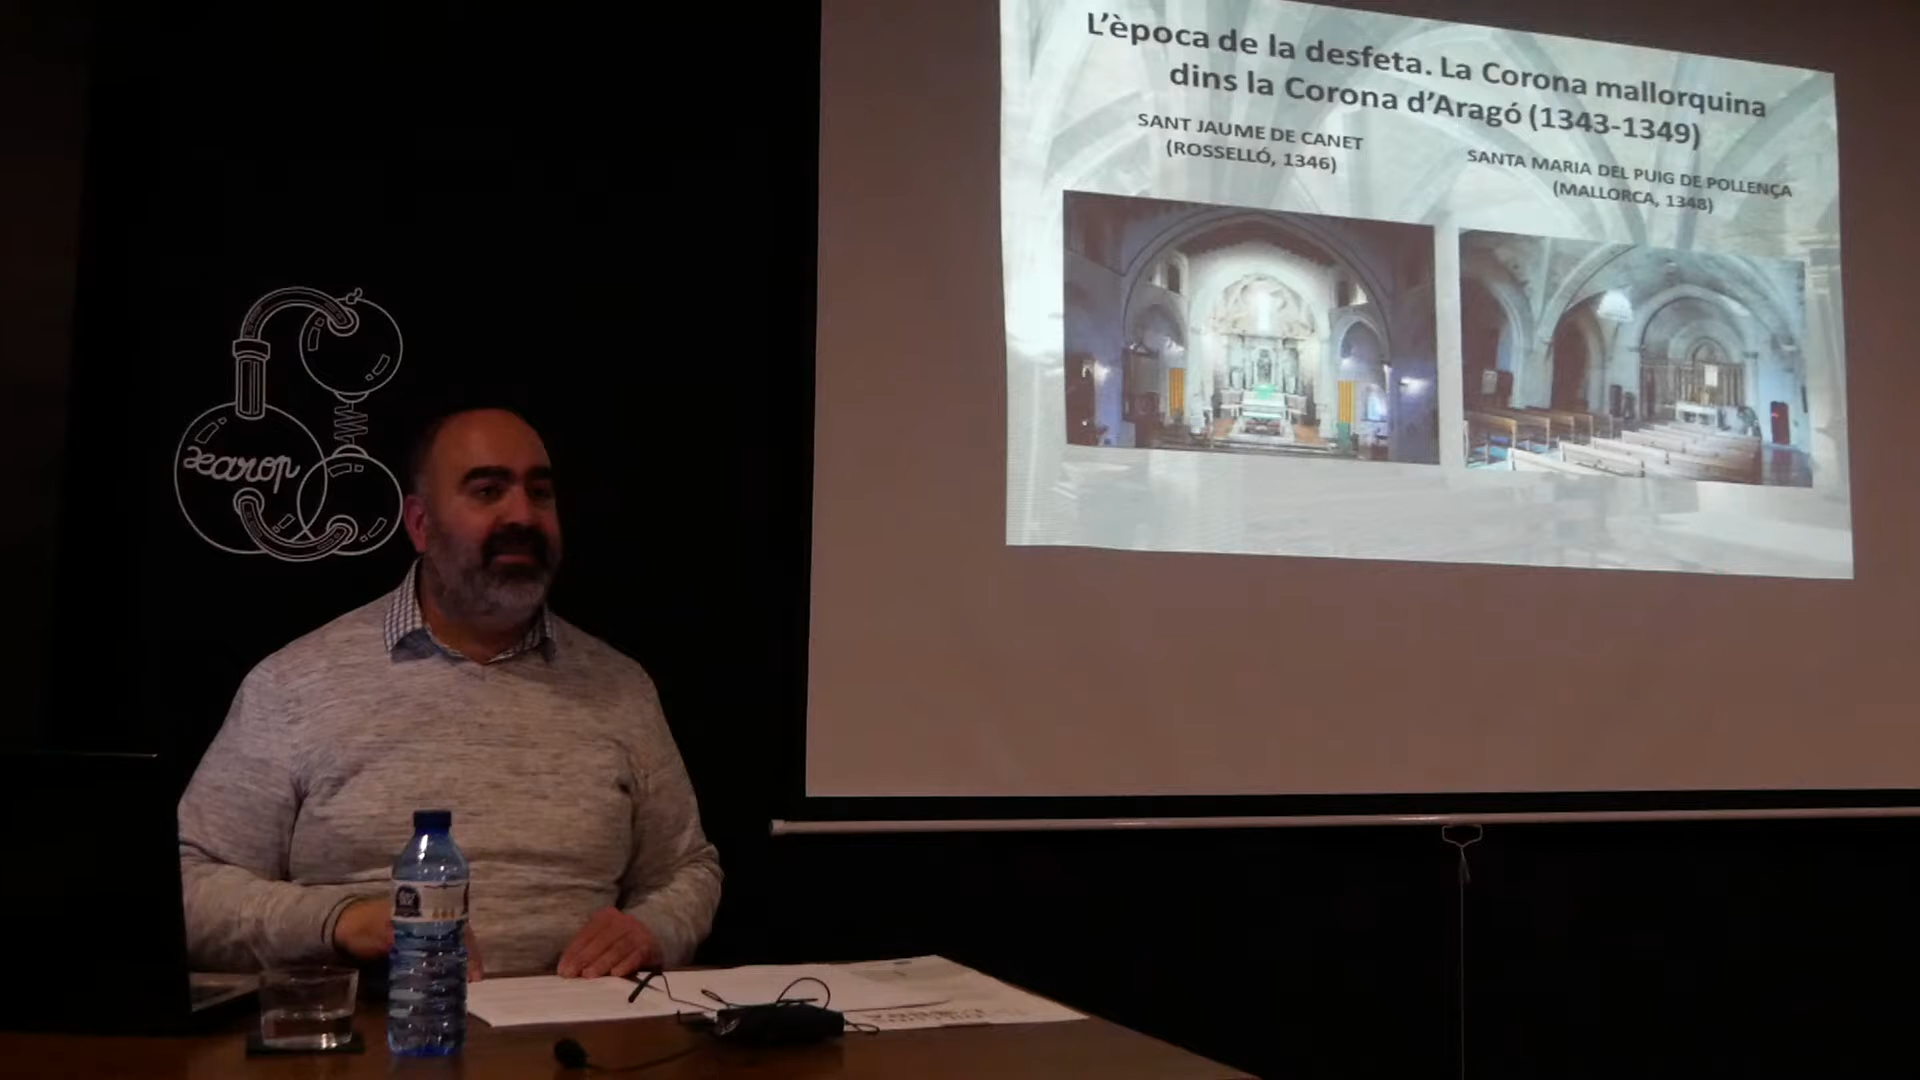 L'època de la desfeta. La Corona mallorquina
dins la Corona d'Aragó (1343-1349)
SANT JAUME DE CANET
(ROSSELLÓ, 1346)
SANTA MARIA DEL PUIG DE POLLENÇA
(MALLORCA, 1348)
xarop